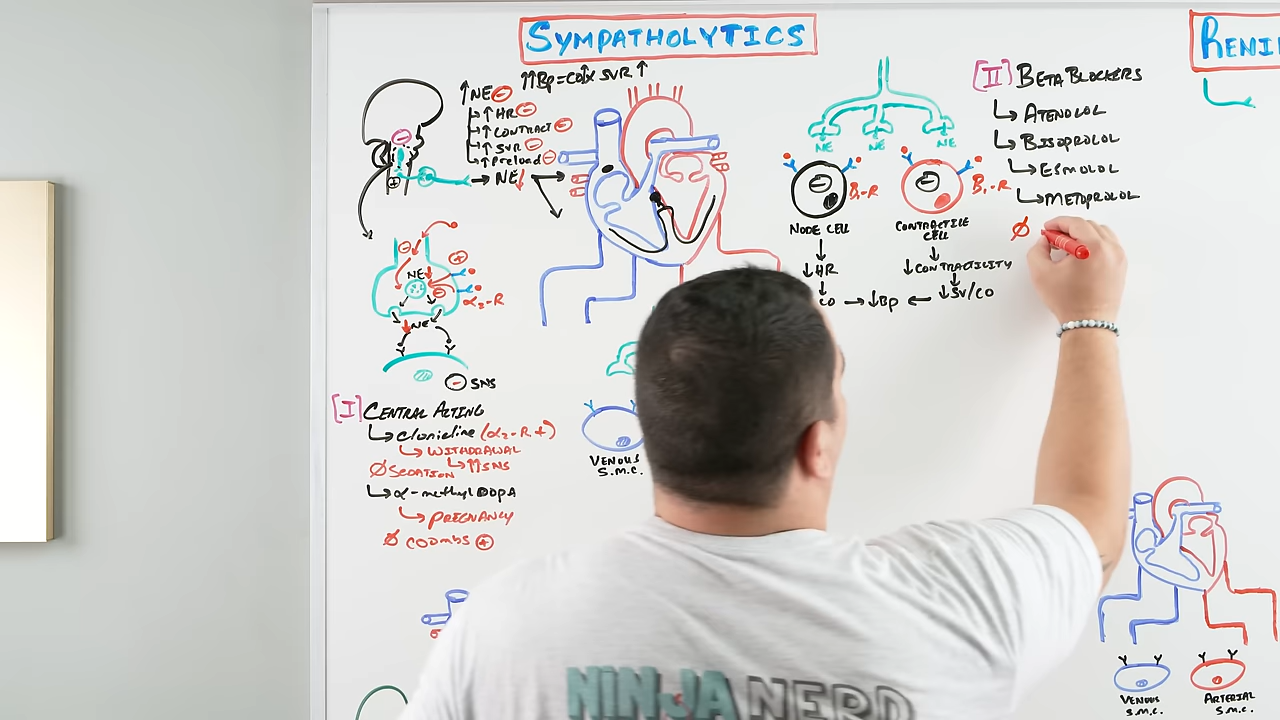 SYMPATHOLYTICS
RENI
↑NE⊖
↑↑BP=CO↑x SVR↑
↳↑HR⊖
↳↑CONTRACT⊖
↳↑SVR⊖
↳↑Preload⊖
→NE↓
NE
α₂-R
↓NE
⊖ SNS
[I] CENTRAL ACTING
↳Clonidine (α₂-R+)
↳WITHDRAWAL
↳↑↑SNS
ØSEDATION
↳α-methyl DOPA
↳PREGNANCY
Ø COOMBS ⊕
VENOUS
S.M.C.
NE NE NE
β₁-R
β₁-R
NODE CELL
↓
↓HR
↓
CO → ↓BP ← ↓SV/CO
CONTRACTILE
CELL
↓
↓CONTRACTILITY
↓
[II] BETA BLOCKERS
↳ATENOLOL
↳BISOPROLOL
↳ESMOLOL
↳METOPROLOL
Ø
VENOUS
S.M.C.
ARTERIAL
S.M.C.
NINJA NERD